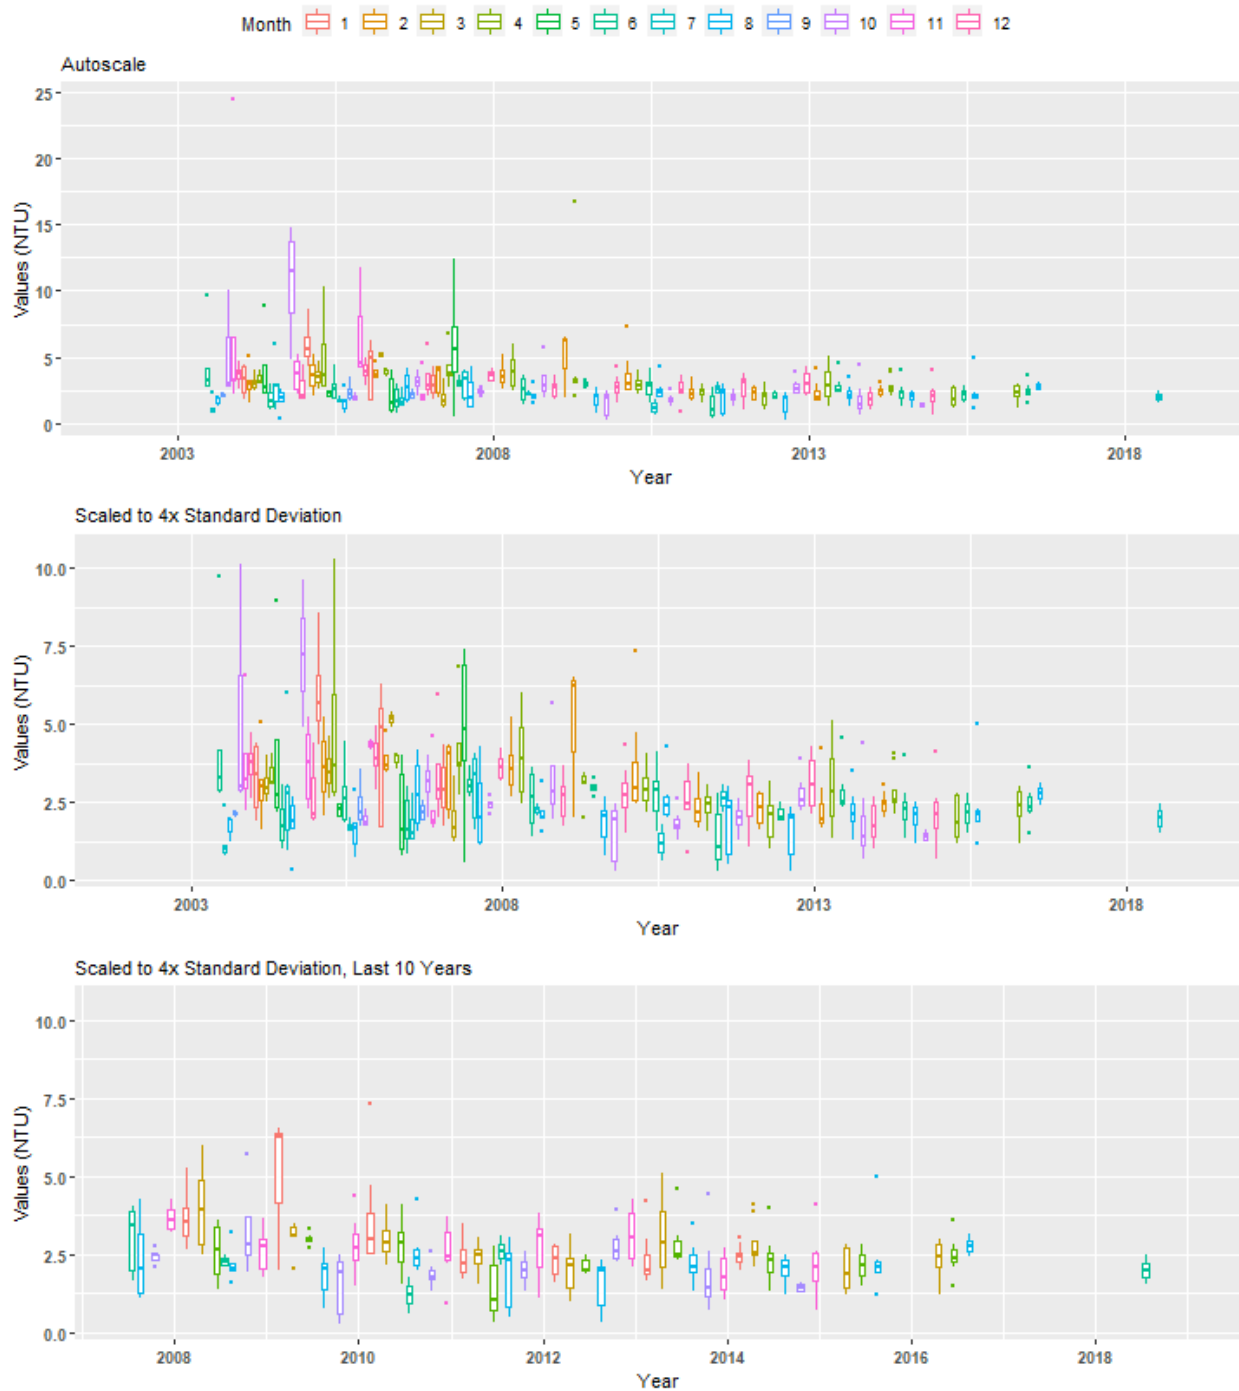 Month 1 2 3 4 5 6 7 8 9 10 11 12
Autoscale
25
20
15
10
5
0
Values (NTU)
2003 2008 2013 2018
Year
Scaled to 4x Standard Deviation
10.0
7.5
5.0
2.5
0.0
Values (NTU)
2003 2008 2013 2018
Year
Scaled to 4x Standard Deviation, Last 10 Years
10.0
7.5
5.0
2.5
0.0
Values (NTU)
2008 2010 2012 2014 2016 2018
Year